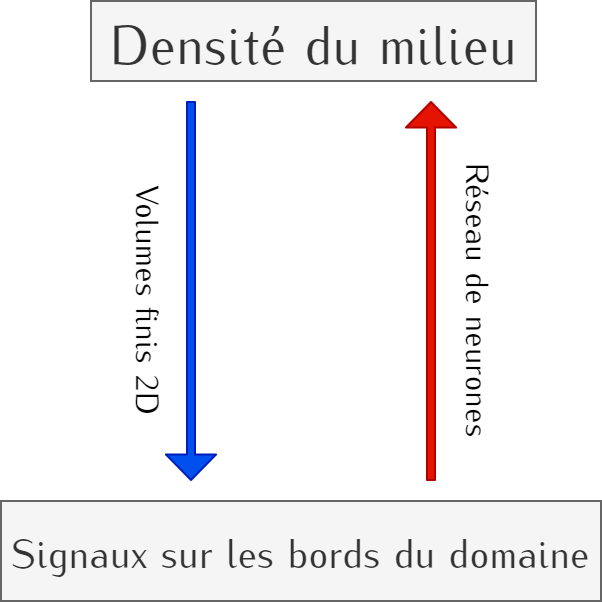 Densité du milieu
Volumes finis 2D
Réseau de neurones
Signaux sur les bords du domaine